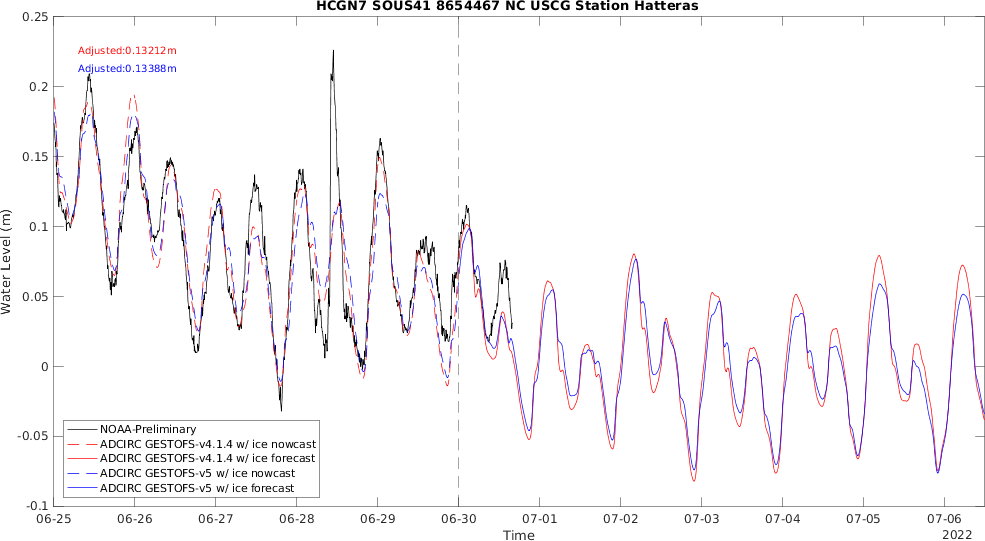 HCGN7 SOUS41 8654467 NC USCG Station Hatteras
0.25
0.2
0.15
0.1
0.05
0
-0.05
-0.1
Water Level (m)
Adjusted:0.13212m
Adjusted:0.13388m
NOAA-Preliminary
ADCIRC GESTOFS-v4.1.4 w/ ice nowcast
ADCIRC GESTOFS-v4.1.4 w/ ice forecast
ADCIRC GESTOFS-v5 w/ ice nowcast
ADCIRC GESTOFS-v5 w/ ice forecast
06-25 06-26 06-27 06-28 06-29 06-30 07-01 07-02 07-03 07-04 07-05 07-06
Time
2022